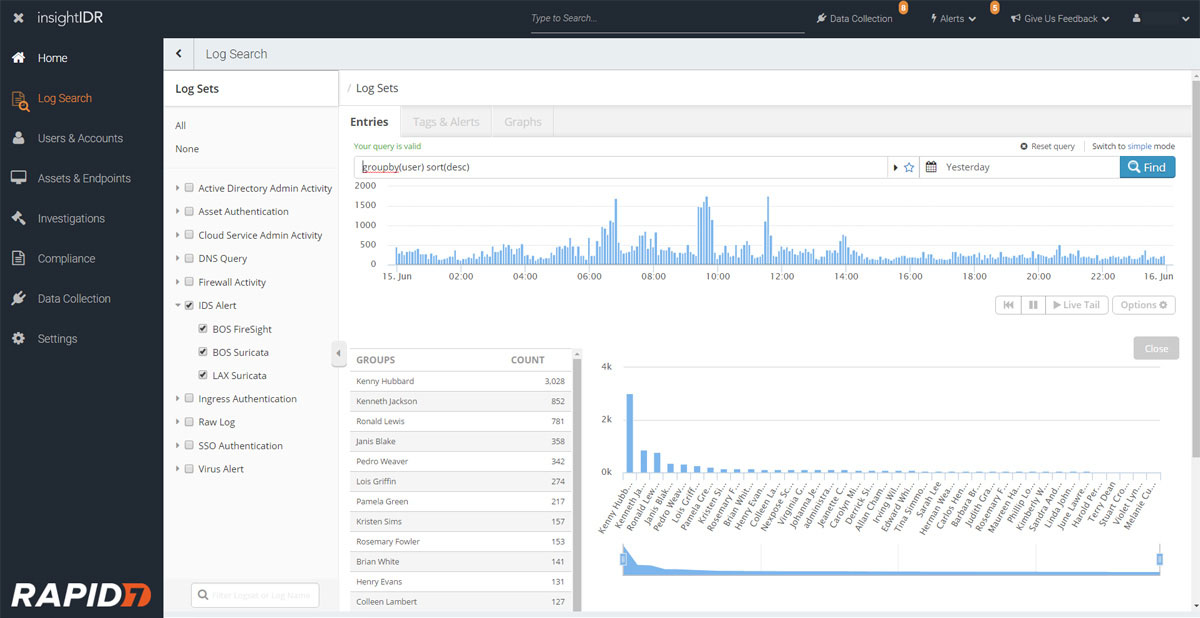 insightIDR
Type to Search...
Data Collection
8
Alerts
5
Give Us Feedback
Home
Log Search
Users & Accounts
Assets & Endpoints
Investigations
Compliance
Data Collection
Settings
RAPID7
Log Search
Log Sets
All
None
Active Directory Admin Activity
Asset Authentication
Cloud Service Admin Activity
DNS Query
Firewall Activity
IDS Alert
BOS FireSight
BOS Suricata
LAX Suricata
Ingress Authentication
Raw Log
SSO Authentication
Virus Alert
Filter Logset or Log Name
/ Log Sets
Entries Tags & Alerts Graphs
Your query is valid
Reset query Switch to simple mode
groupby(user) sort(desc)
Yesterday
Find
2000
1500
1000
500
0
15. Jun 02:00 04:00 06:00 08:00 10:00 12:00 14:00 16:00 18:00 20:00 22:00 16. Jun
Live Tail Options
Close
GROUPS COUNT
Kenny Hubbard 3,028
Kenneth Jackson 852
Ronald Lewis 781
Janis Blake 358
Pedro Weaver 342
Lois Griffin 274
Pamela Green 217
Kristen Sims 157
Rosemary Fowler 153
Brian White 141
Henry Evans 131
Colleen Lambert 127
4k
2k
0k
Kenny Hubb...
Kenneth Ja...
Ronald Lew...
Janis Blak...
Pedro Weav...
Lois Griff...
Pamela Gre...
Kristen Si...
Rosemary F...
Brian Whit...
Henry Evan...
Colleen La...
Nexpose Sc...
Virginia G...
Johanna Je...
administra...
Jeanette C...
Carolyn Mi...
Derrick Si...
Allan Cham...
Irving Wil...
Edward Whi...
Tina Simmo...
Sarah Lee
Herman Wea...
Carlos Hen...
Barbara Br...
Judith Gra...
Rosemary F...
Maureen Ha...
Phillip Lo...
Kimberly W...
Sandra And...
Linda John...
June Lawre...
Harold Per...
Terry Dean
Stuart Cro...
Violet Lyn...
Melanie Cu...